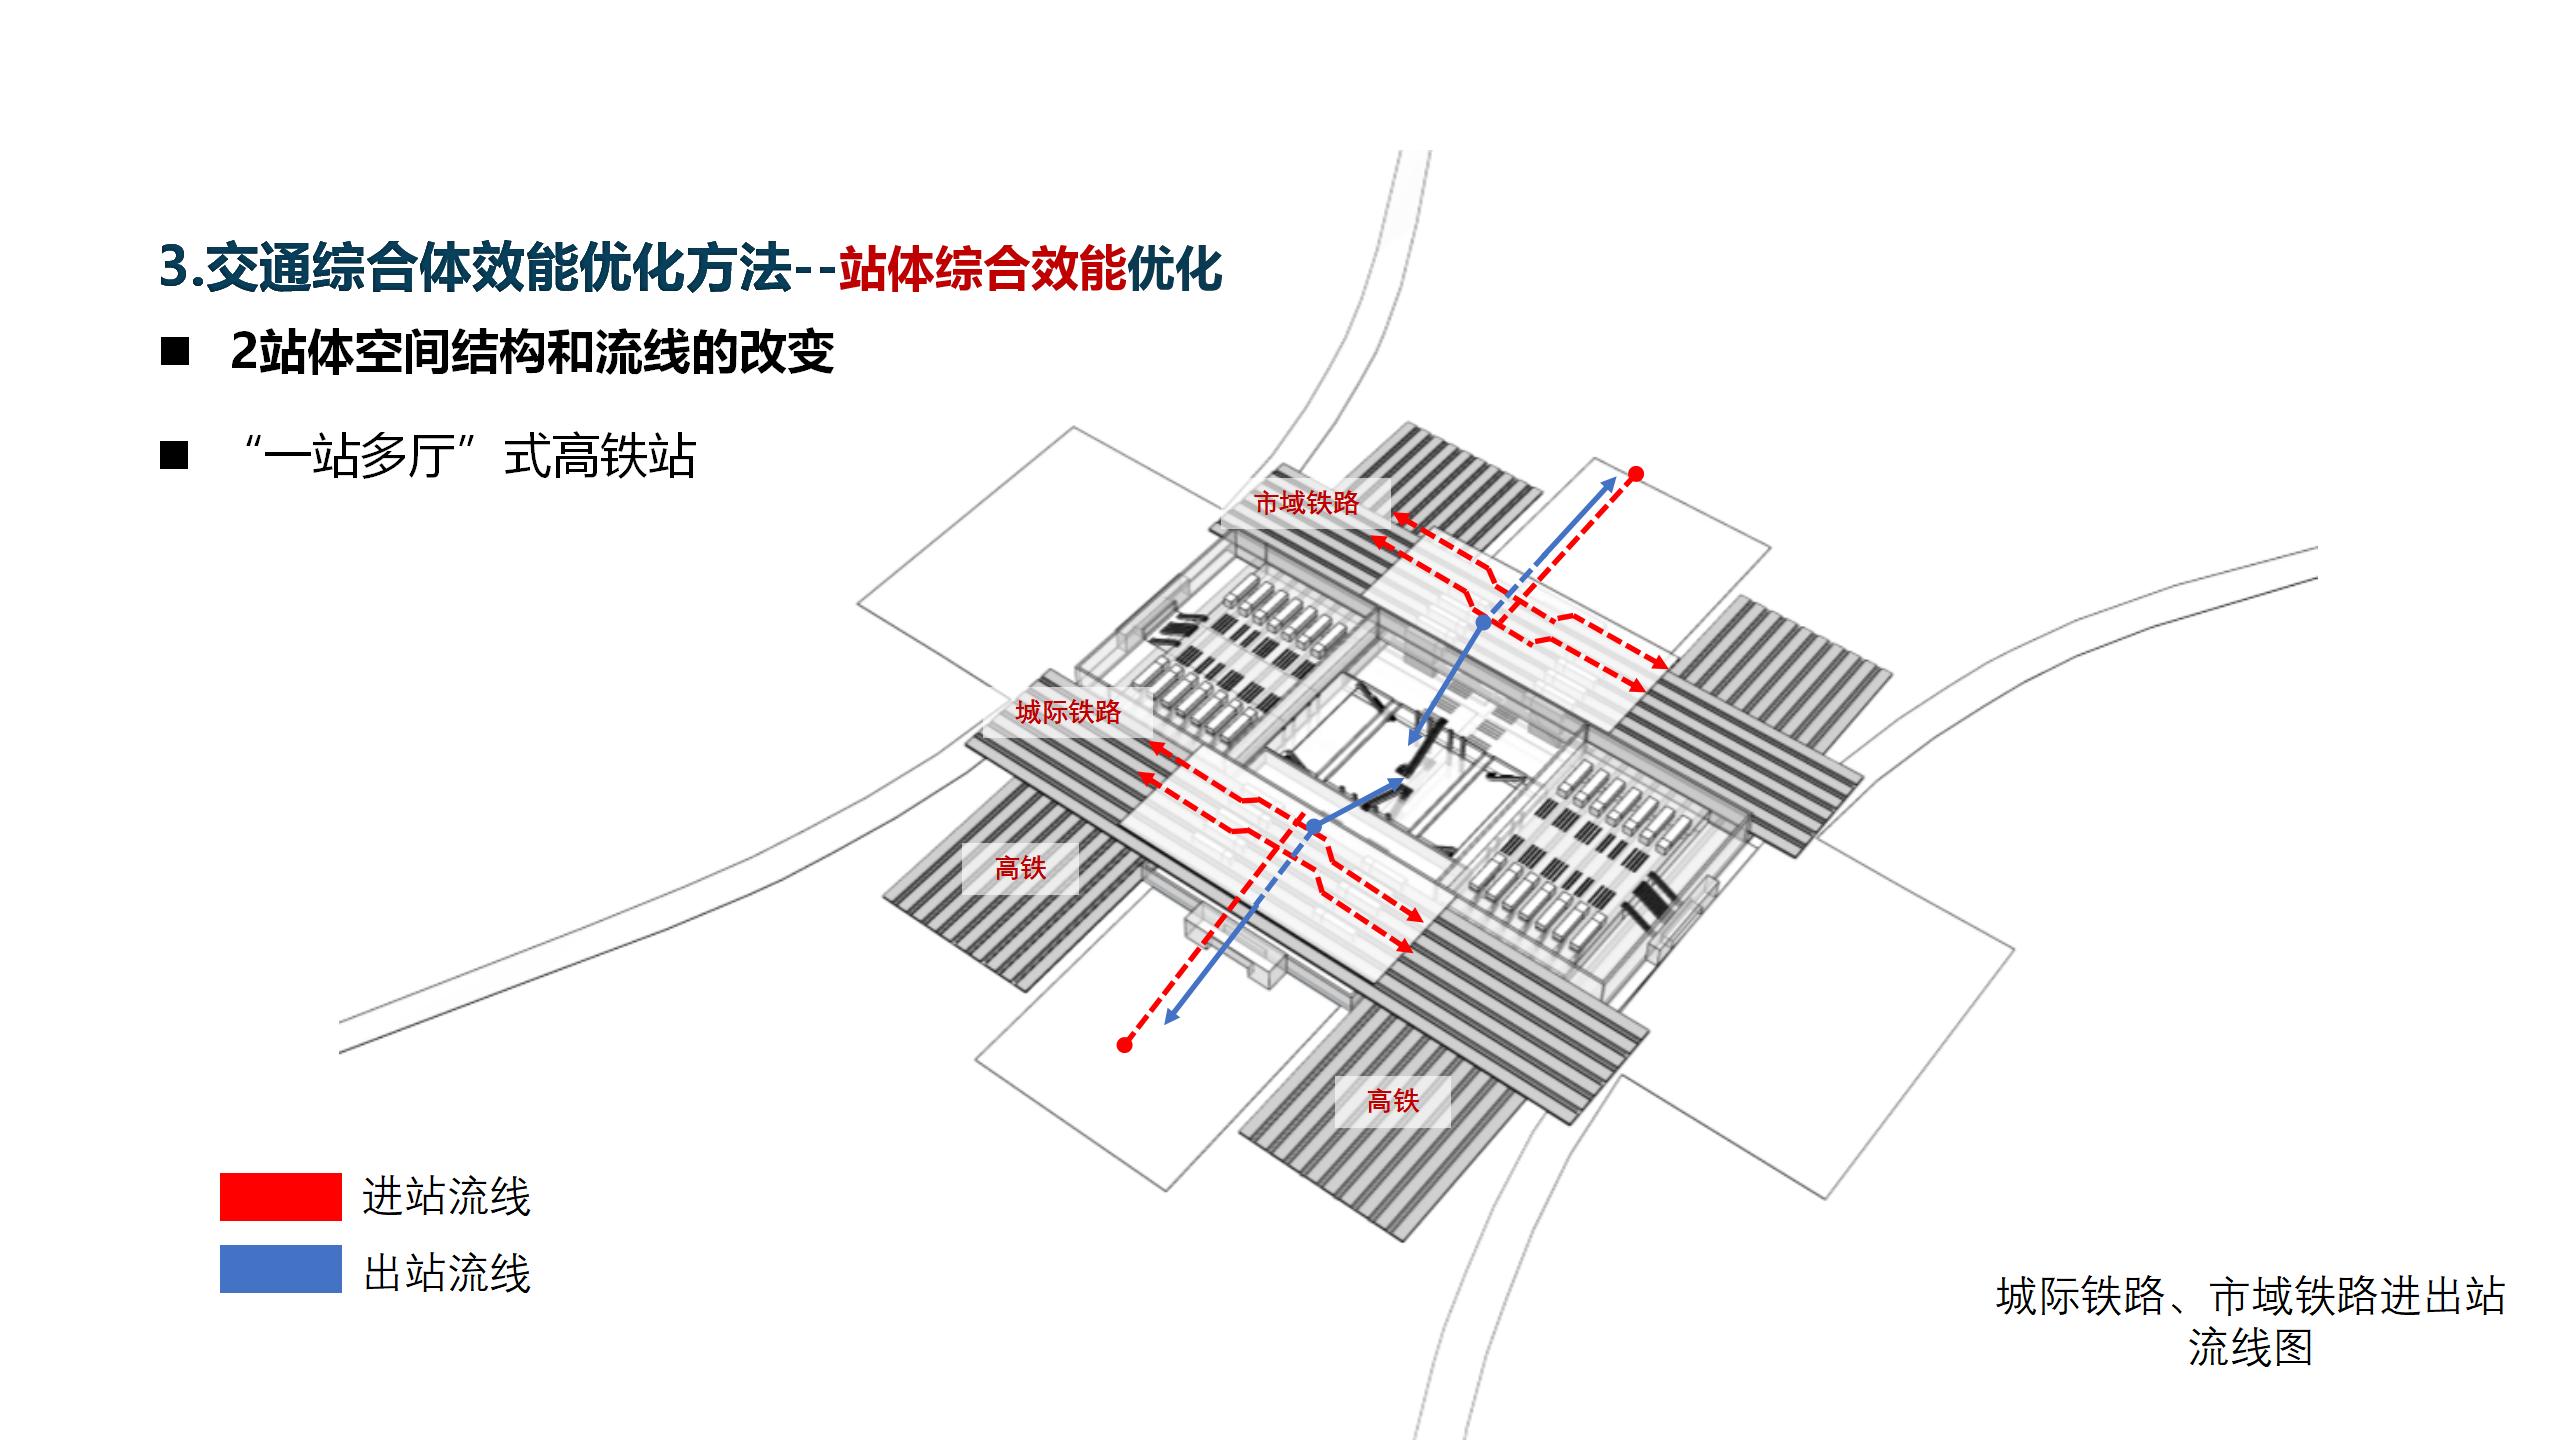 3.交通综合体效能优化方法--站体综合效能优化
■ 2站体空间结构和流线的改变
■ “一站多厅”式高铁站
市域铁路
城际铁路
高铁
高铁
进站流线
出站流线
城际铁路、市域铁路进出站
流线图